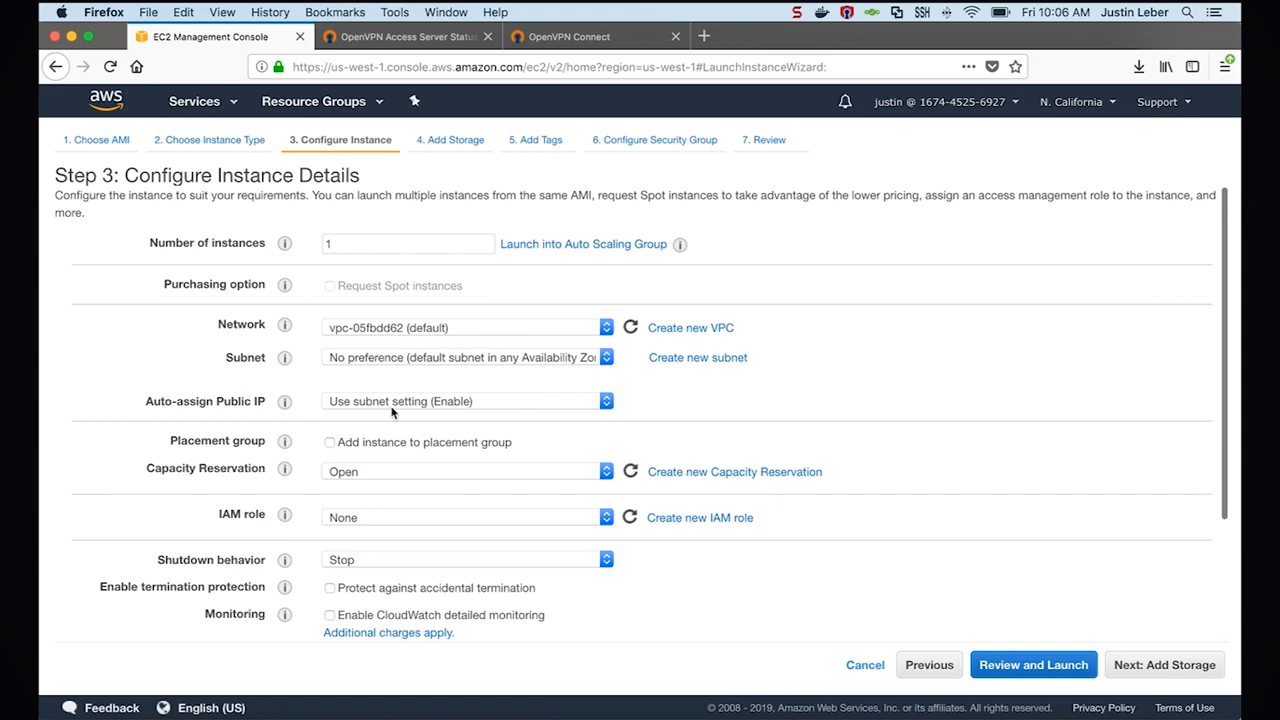 Firefox File Edit View History Bookmarks Tools Window Help S SSH Fri 10:06 AM Justin Leber
EC2 Management Console OpenVPN Access Server Statu OpenVPN Connect
https://us-west-1.console.aws.amazon.com/ec2/v2/home?region=us-west-1#LaunchInstanceWizard:
aws Services Resource Groups justin @ 1674-4525-6927 N. California Support
1. Choose AMI 2. Choose Instance Type 3. Configure Instance 4. Add Storage 5. Add Tags 6. Configure Security Group 7. Review
Step 3: Configure Instance Details
Configure the instance to suit your requirements. You can launch multiple instances from the same AMI, request Spot instances to take advantage of the lower pricing, assign an access management role to the instance, and
more.
Number of instances 1 Launch into Auto Scaling Group
Purchasing option Request Spot instances
Network vpc-05fbdd62 (default) Create new VPC
Subnet No preference (default subnet in any Availability Zo Create new subnet
Auto-assign Public IP Use subnet setting (Enable)
Placement group Add instance to placement group
Capacity Reservation Open Create new Capacity Reservation
IAM role None Create new IAM role
Shutdown behavior Stop
Enable termination protection Protect against accidental termination
Monitoring Enable CloudWatch detailed monitoring
Additional charges apply.
Cancel Previous Review and Launch Next: Add Storage
Feedback English (US) © 2008 - 2019, Amazon Web Services, Inc. or its affiliates. All rights reserved. Privacy Policy Terms of Use